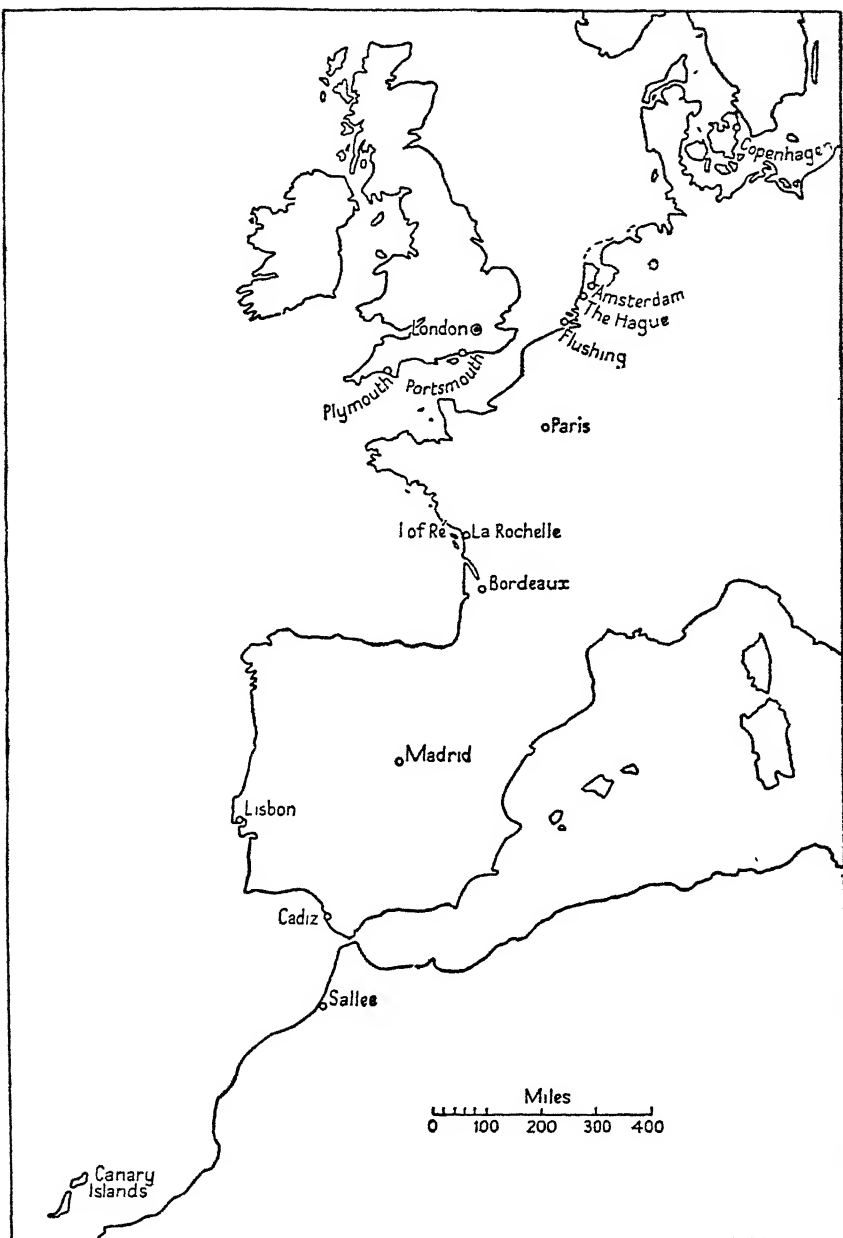 Copenhagen
Amsterdam
The Hague
Flushing
London
Portsmouth
Plymouth
Paris
I of Ré
La Rochelle
Bordeaux
Madrid
Lisbon
Cadiz
Sallee
Miles
0 100 200 300 400
Canary
Islands